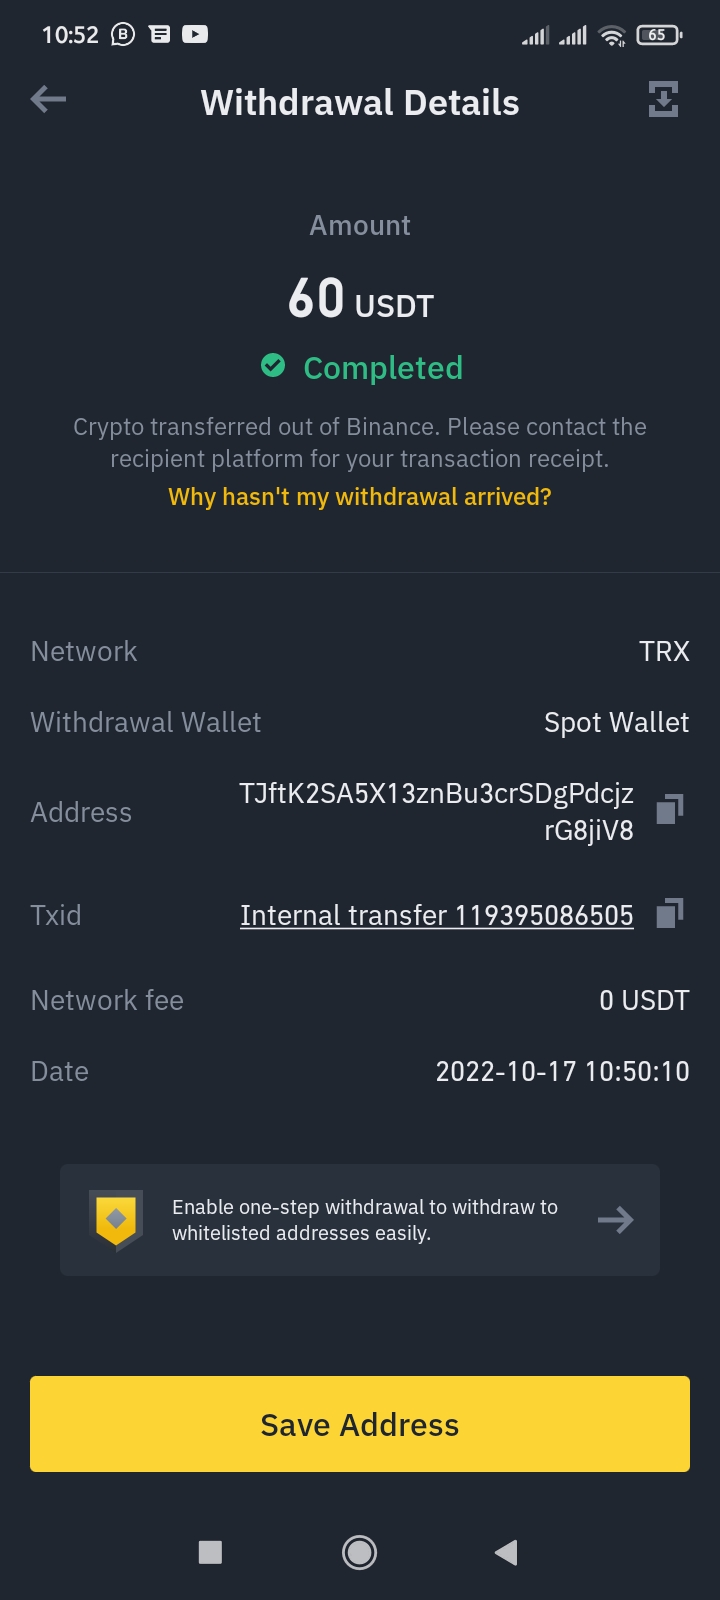 10:52
B
65
Withdrawal Details
Amount
60 USDT
Completed
Crypto transferred out of Binance. Please contact the
recipient platform for your transaction receipt.
Why hasn't my withdrawal arrived?
Network TRX
Withdrawal Wallet Spot Wallet
Address TJftK2SA5X13znBu3crSDgPdcjz
rG8jiV8
Txid Internal transfer 119395086505
Network fee 0 USDT
Date 2022-10-17 10:50:10
Enable one-step withdrawal to withdraw to
whitelisted addresses easily.
Save Address